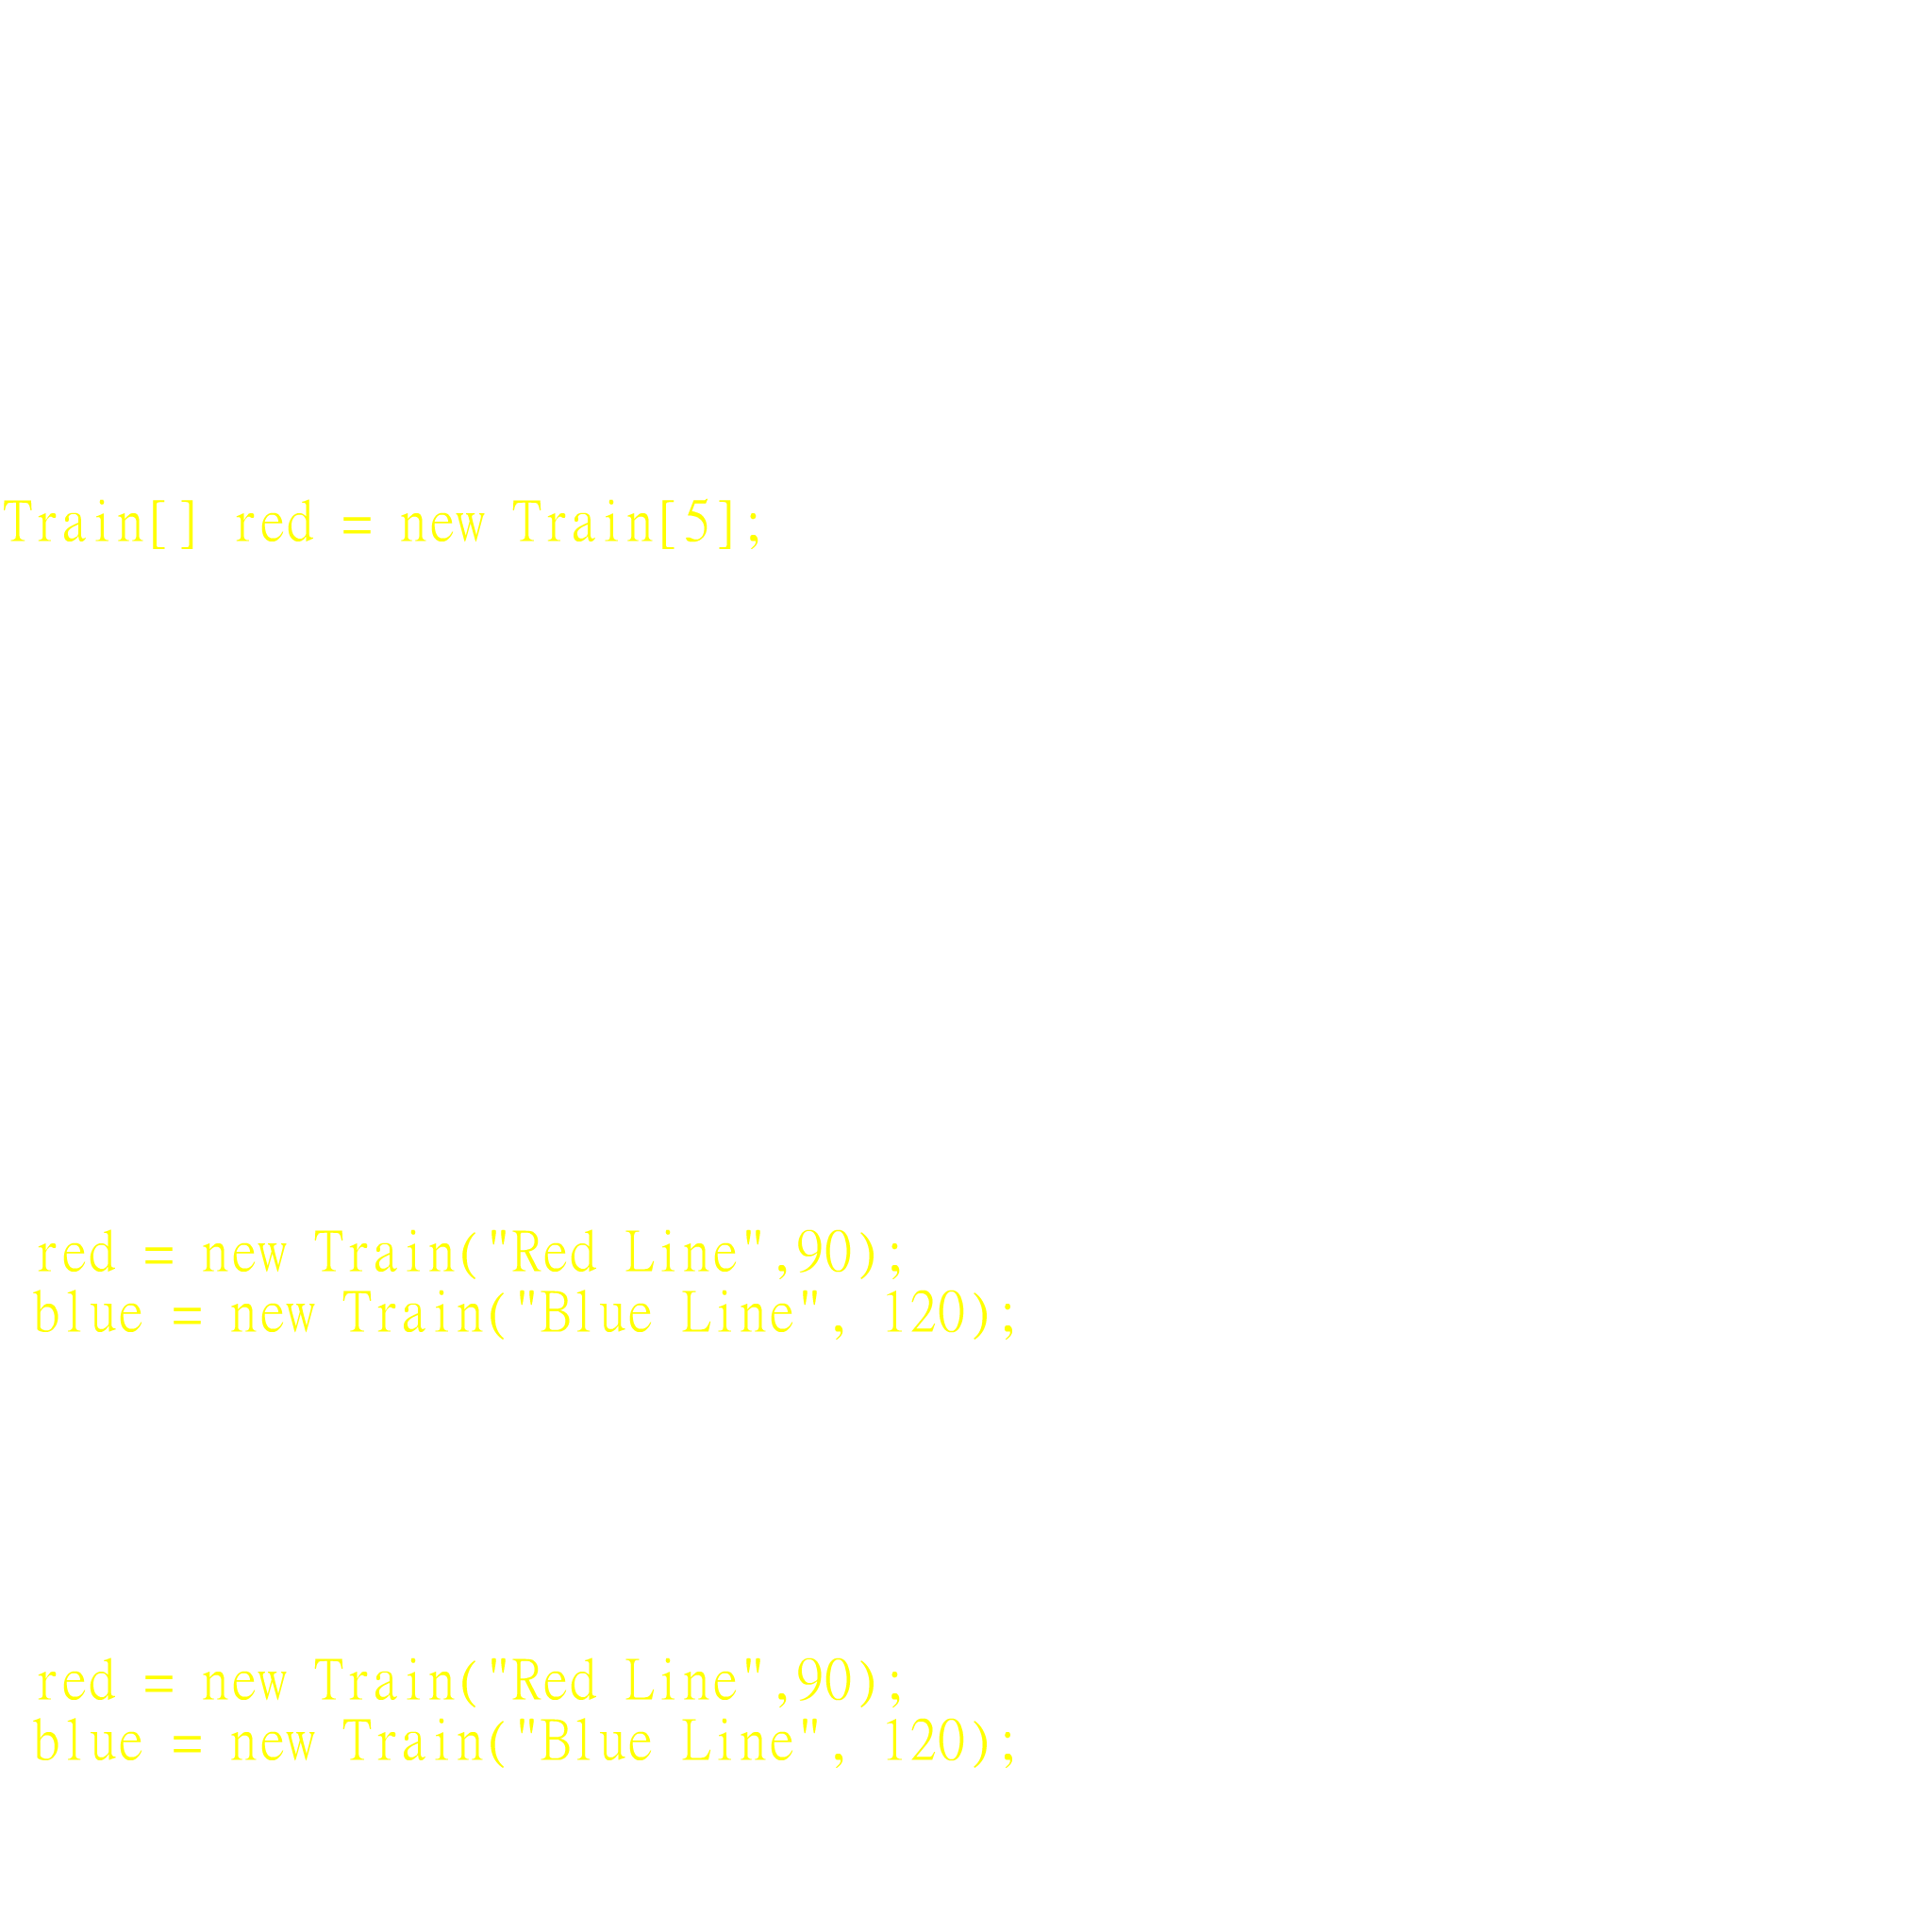 Train[] red = new Train[5];
red = new Train("Red Line",90);
blue = new Train("Blue Line", 120);
red = new Train("Red Line",90);
blue = new Train("Blue Line", 120);